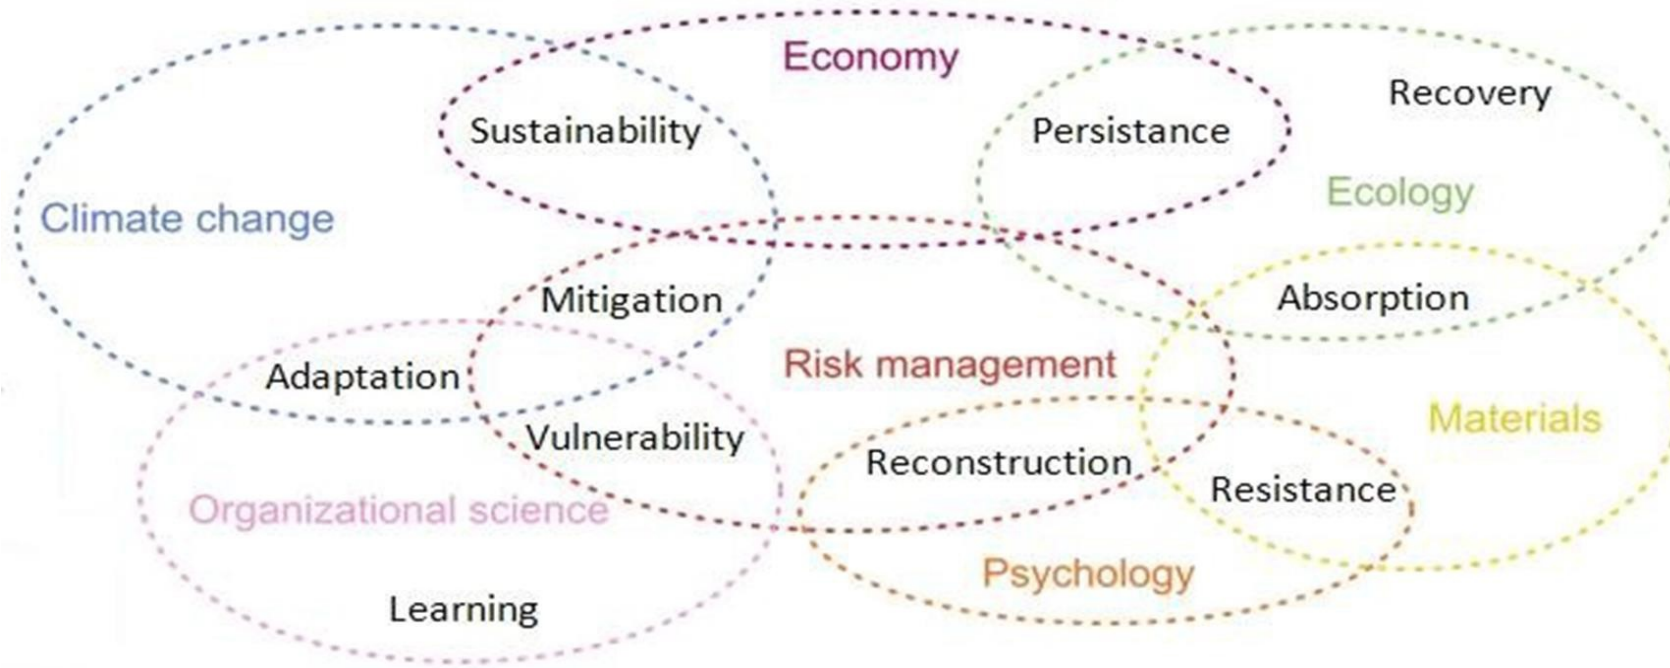 Economy
Recovery
Sustainability
Persistance
Ecology
Climate change
Mitigation
Absorption
Adaptation
Risk management
Materials
Vulnerability
Reconstruction
Resistance
Organizational science
Psychology
Learning